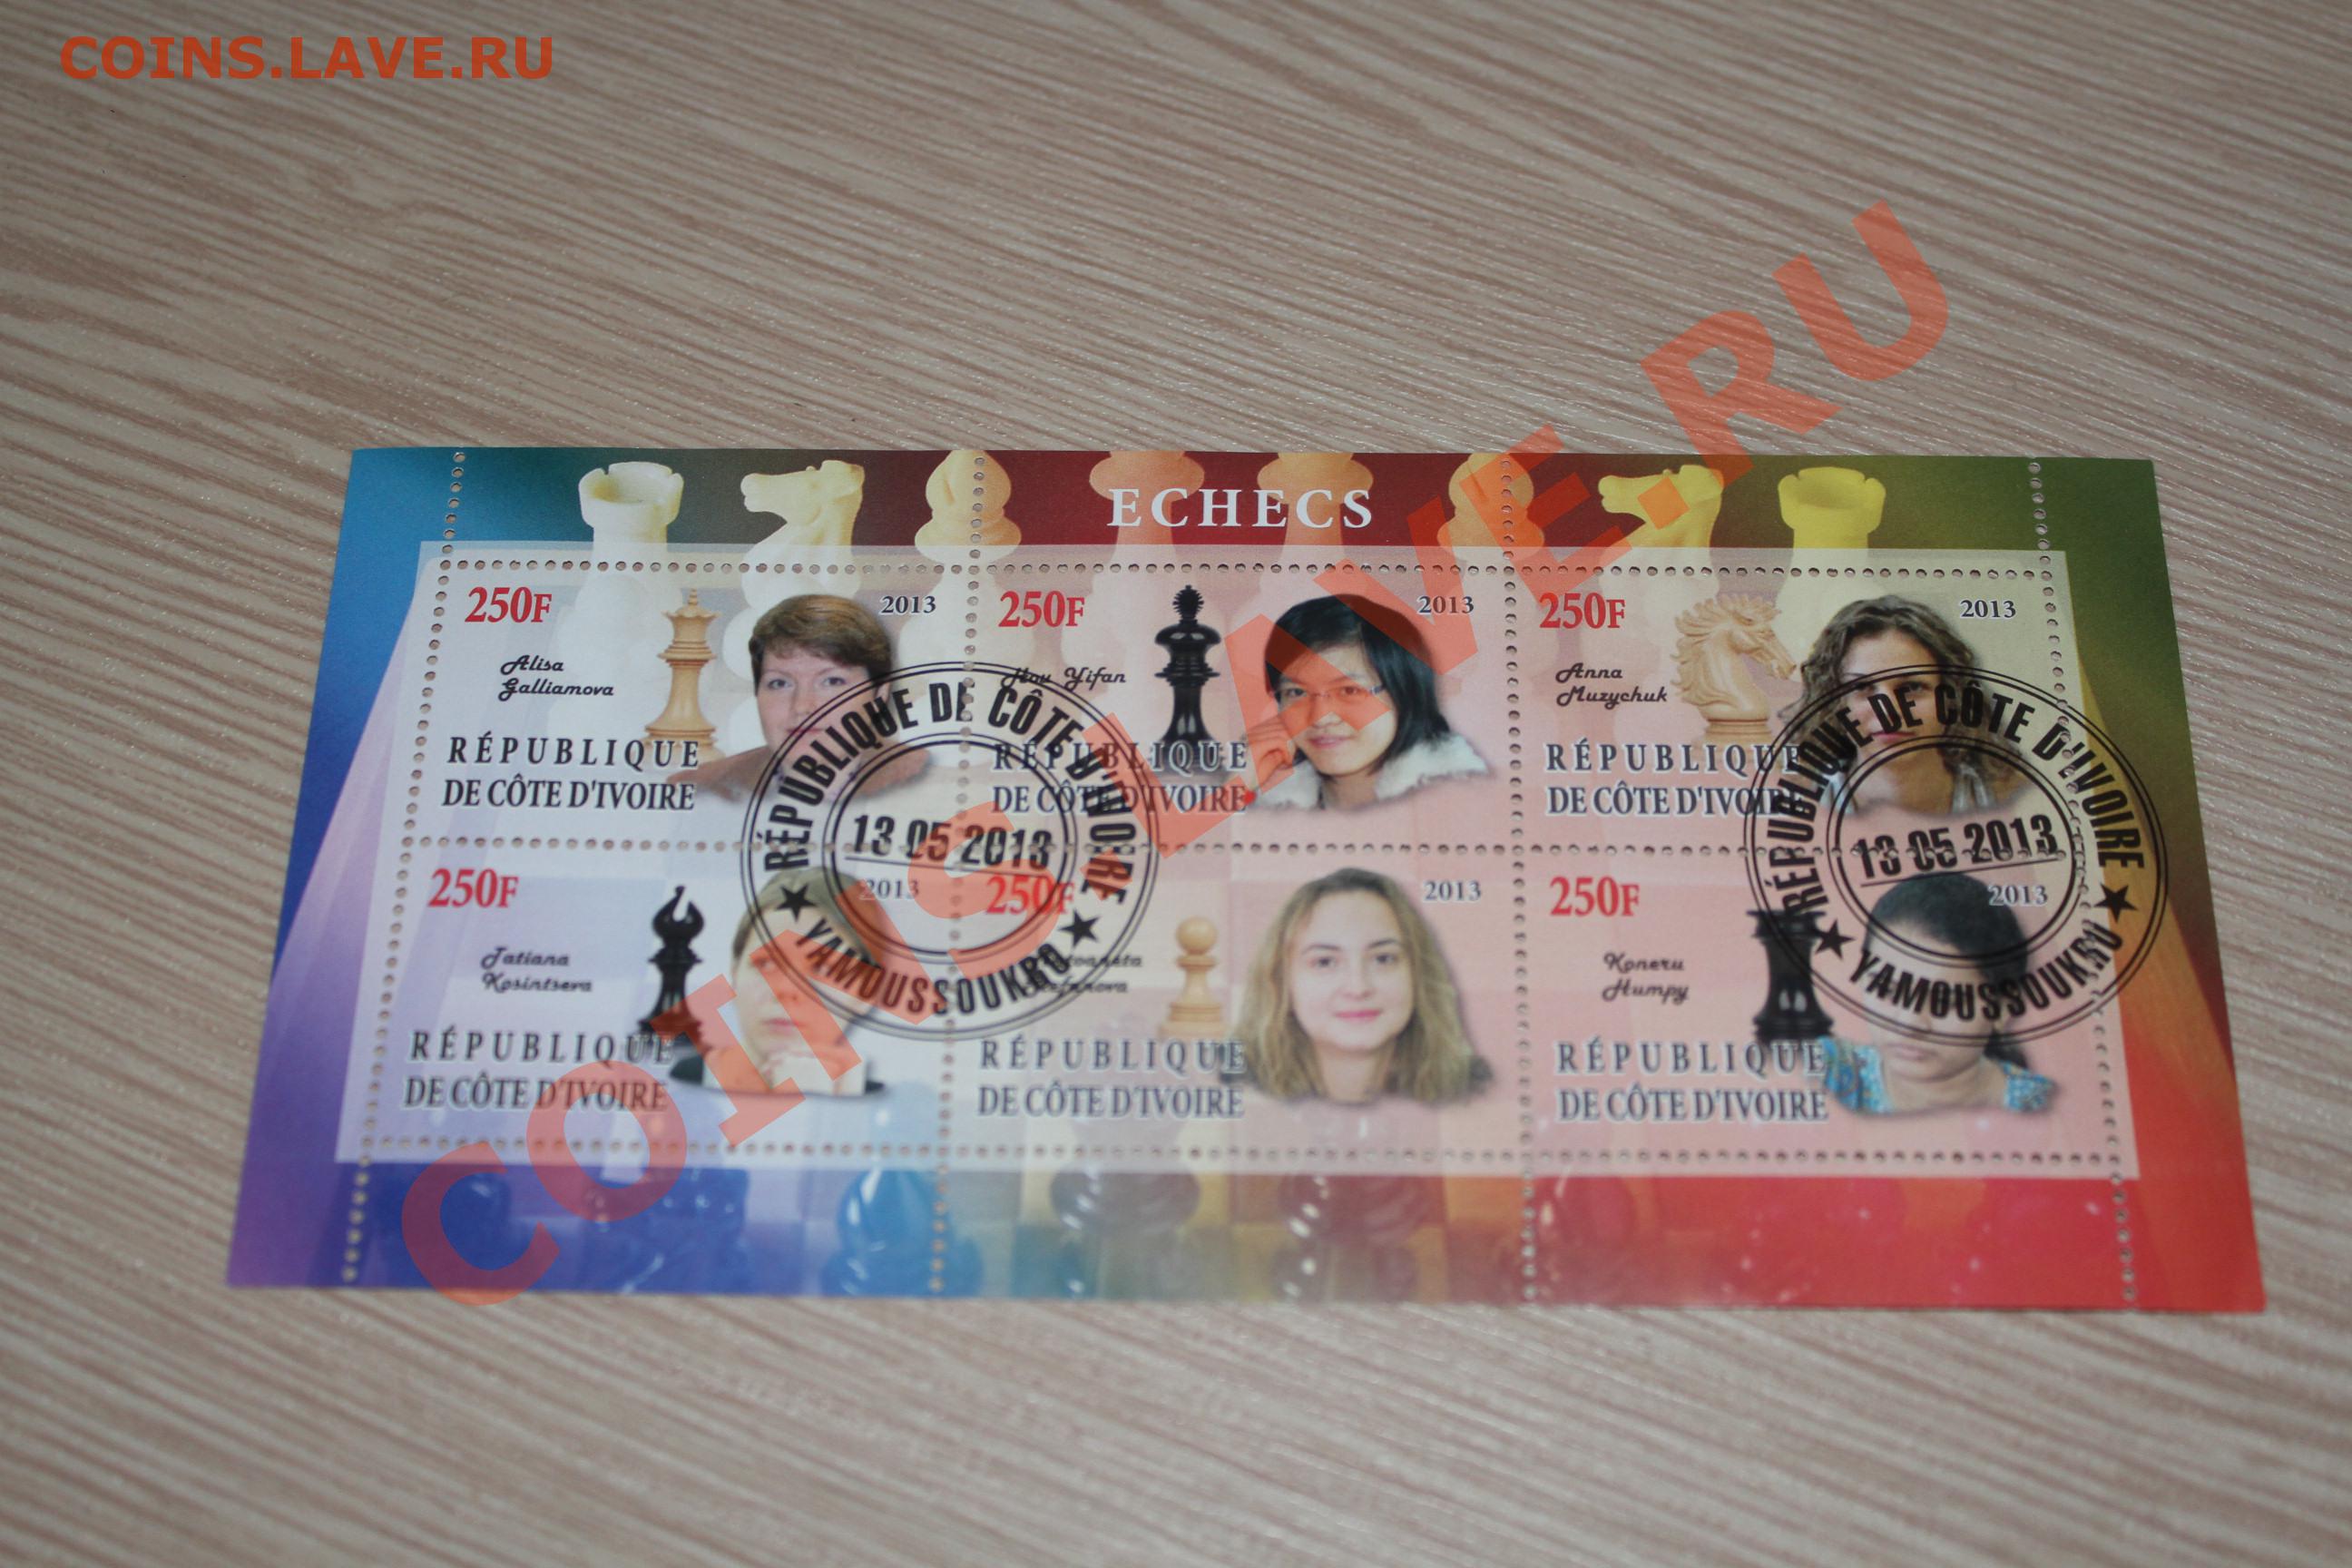 COINS.LAVE.RU
ECHECS
250F
2013
Alisa
Galliamova
RÉPUBLIQUE
DE CÔTE D'IVOIRE
250F
2013
Hou Yifan
RÉPUBLIQUE
DE CÔTE D'IVOIRE
250F
2013
Anna
Muzychuk
RÉPUBLIQUE
DE CÔTE D'IVOIRE
250F
2013
Tatiana
Kosintseva
RÉPUBLIQUE
DE CÔTE D'IVOIRE
250F
2013
RÉPUBLIQUE
DE CÔTE D'IVOIRE
250F
2013
Koneru
Humpy
RÉPUBLIQUE
DE CÔTE D'IVOIRE
RÉPUBLIQUE DE CÔTE D'IVOIRE
13 05 2013
YAMOUSSOUKRO
RÉPUBLIQUE DE CÔTE D'IVOIRE
13 05 2013
YAMOUSSOUKRO
COINS.LAVE.RU